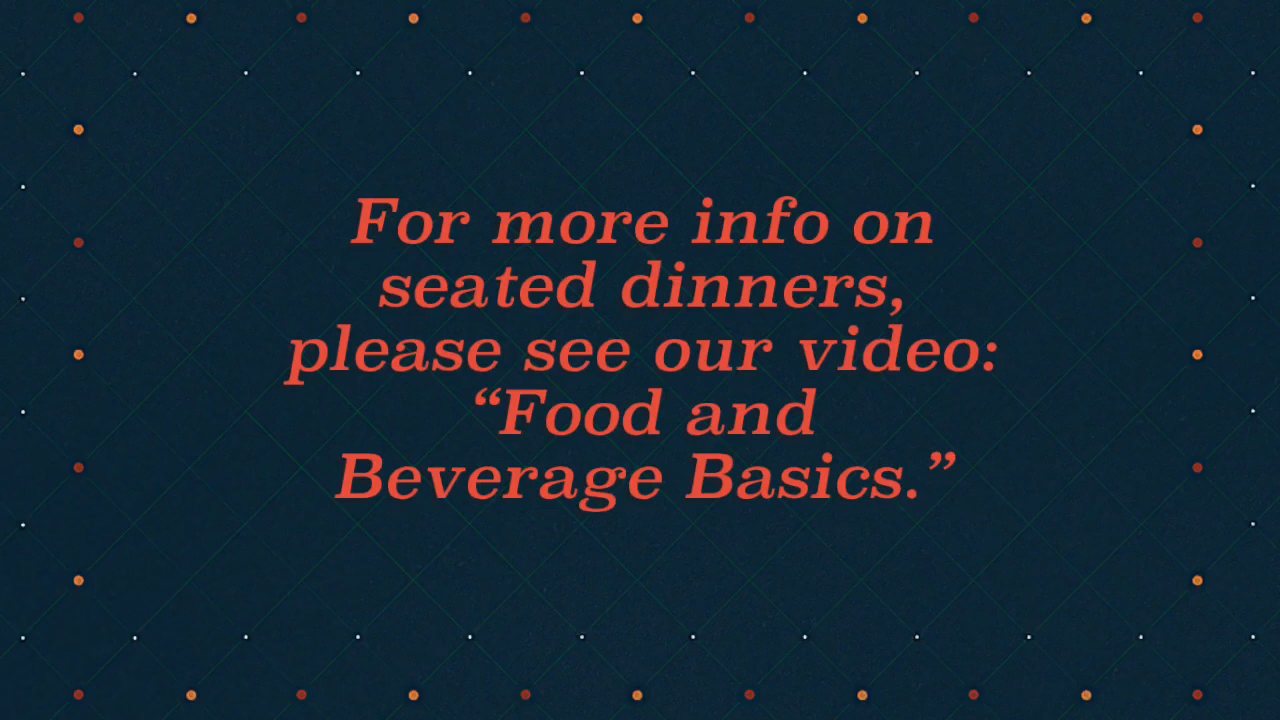 For more info on
seated dinners,
please see our video:
“Food and
Beverage Basics.”